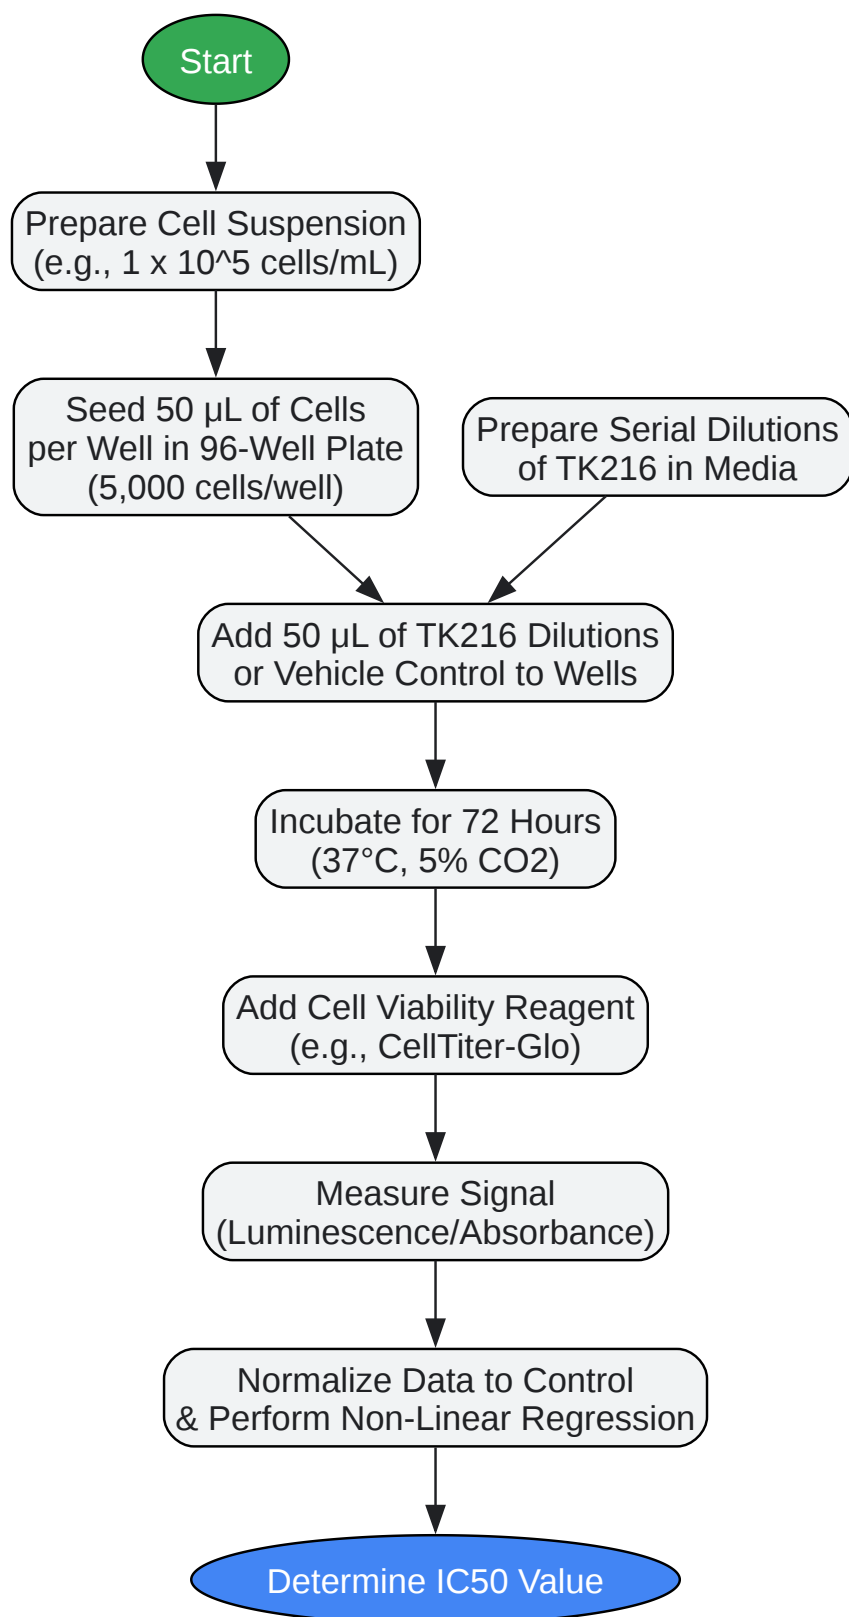 Start
Prepare Cell Suspension
(e.g., 1 x 10^5 cells/mL)
Seed 50 μL of Cells
per Well in 96-Well Plate
(5,000 cells/well)
Prepare Serial Dilutions
of TK216 in Media
Add 50 μL of TK216 Dilutions
or Vehicle Control to Wells
Incubate for 72 Hours
(37°C, 5% CO2)
Add Cell Viability Reagent
(e.g., CellTiter-Glo)
Measure Signal
(Luminescence/Absorbance)
Normalize Data to Control
& Perform Non-Linear Regression
Determine IC50 Value